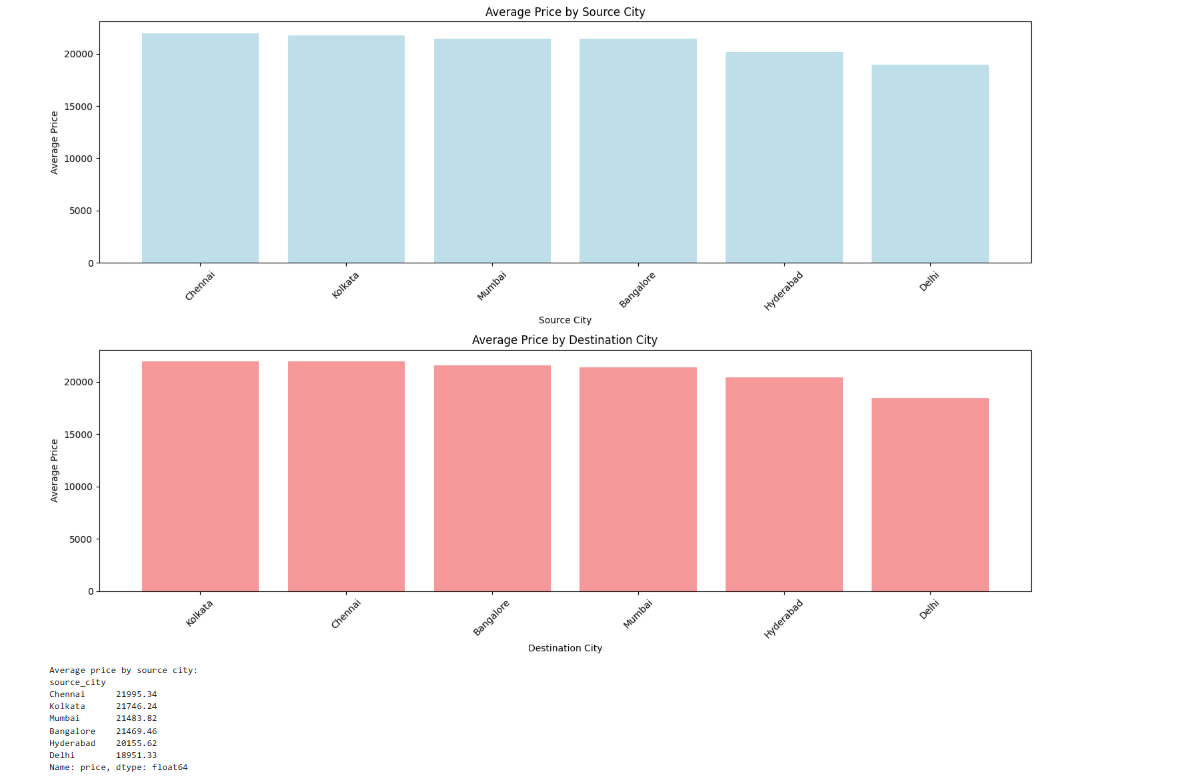 Average Price by Source City
Average Price
20000
15000
10000
5000
0
Chennai
Kolkata
Mumbai
Bangalore
Hyderabad
Delhi
Source City
Average Price by Destination City
Average Price
20000
15000
10000
5000
0
Kolkata
Chennai
Bangalore
Mumbai
Hyderabad
Delhi
Destination City
Average price by source city:
source_city
Chennai 21995.34
Kolkata 21746.24
Mumbai 21483.82
Bangalore 21469.46
Hyderabad 20155.62
Delhi 18951.33
Name: price, dtype: float64